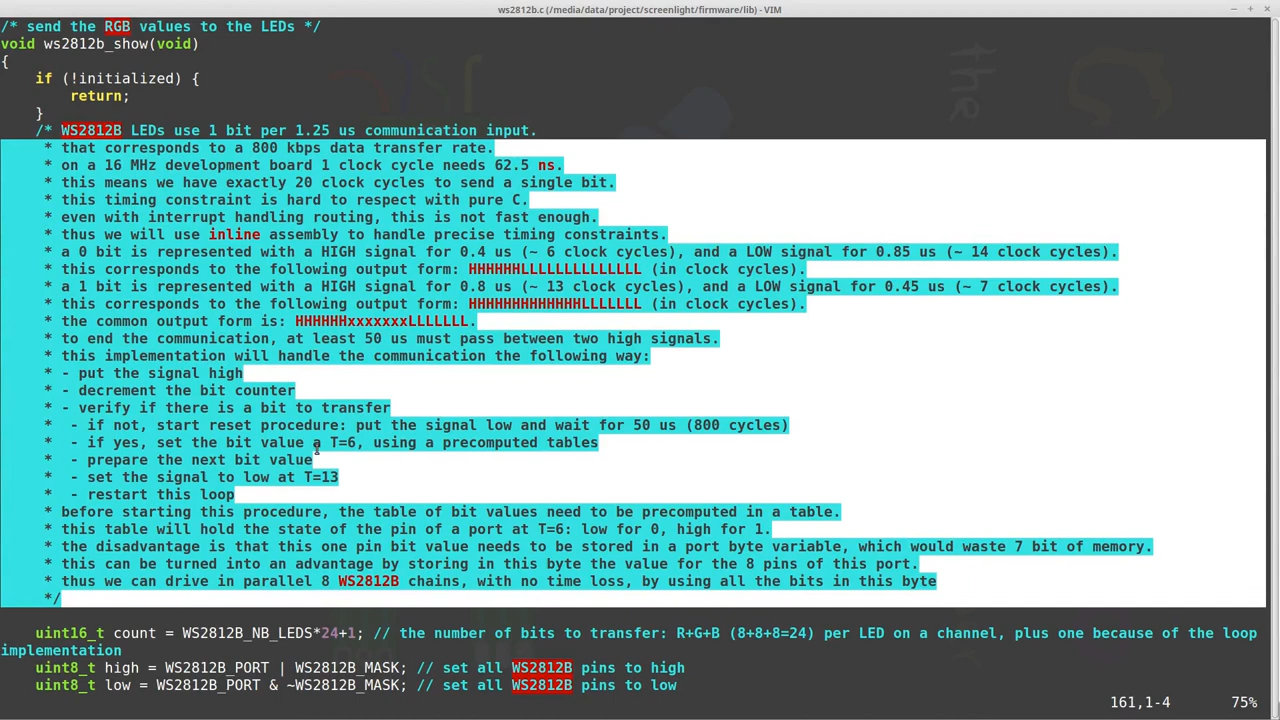 ws2812b.c (/media/data/project/screenlight/firmware/lib) - VIM
/* send the RGB values to the LEDs */
void ws2812b_show(void)
{
    if (!initialized) {
        return;
    }
    /* WS2812B LEDs use 1 bit per 1.25 us communication input.
     * that corresponds to a 800 kbps data transfer rate.
     * on a 16 MHz development board 1 clock cycle needs 62.5 ns.
     * this means we have exactly 20 clock cycles to send a single bit.
     * this timing constraint is hard to respect with pure C.
     * even with interrupt handling routing, this is not fast enough.
     * thus we will use inline assembly to handle precise timing constraints.
     * a 0 bit is represented with a HIGH signal for 0.4 us (~ 6 clock cycles), and a LOW signal for 0.85 us (~ 14 clock cycles).
     * this corresponds to the following output form: HHHHHHLLLLLLLLLLLLLL (in clock cycles).
     * a 1 bit is represented with a HIGH signal for 0.8 us (~ 13 clock cycles), and a LOW signal for 0.45 us (~ 7 clock cycles).
     * this corresponds to the following output form: HHHHHHHHHHHHHLLLLLLL (in clock cycles).
     * the common output form is: HHHHHHxxxxxxxLLLLLLL.
     * to end the communication, at least 50 us must pass between two high signals.
     * this implementation will handle the communication the following way:
     * - put the signal high
     * - decrement the bit counter
     * - verify if there is a bit to transfer
     *  - if not, start reset procedure: put the signal low and wait for 50 us (800 cycles)
     *  - if yes, set the bit value a T=6, using a precomputed tables
     *  - prepare the next bit value
     *  - set the signal to low at T=13
     *  - restart this loop
     * before starting this procedure, the table of bit values need to be precomputed in a table.
     * this table will hold the state of the pin of a port at T=6: low for 0, high for 1.
     * the disadvantage is that this one pin bit value needs to be stored in a port byte variable, which would waste 7 bit of memory.
     * this can be turned into an advantage by storing in this byte the value for the 8 pins of this port.
     * thus we can drive in parallel 8 WS2812B chains, with no time loss, by using all the bits in this byte
     */
    uint16_t count = WS2812B_NB_LEDS*24+1; // the number of bits to transfer: R+G+B (8+8+8=24) per LED on a channel, plus one because of the loop
implementation
    uint8_t high = WS2812B_PORT | WS2812B_MASK; // set all WS2812B pins to high
    uint8_t low = WS2812B_PORT & ~WS2812B_MASK; // set all WS2812B pins to low
161,1-4 75%